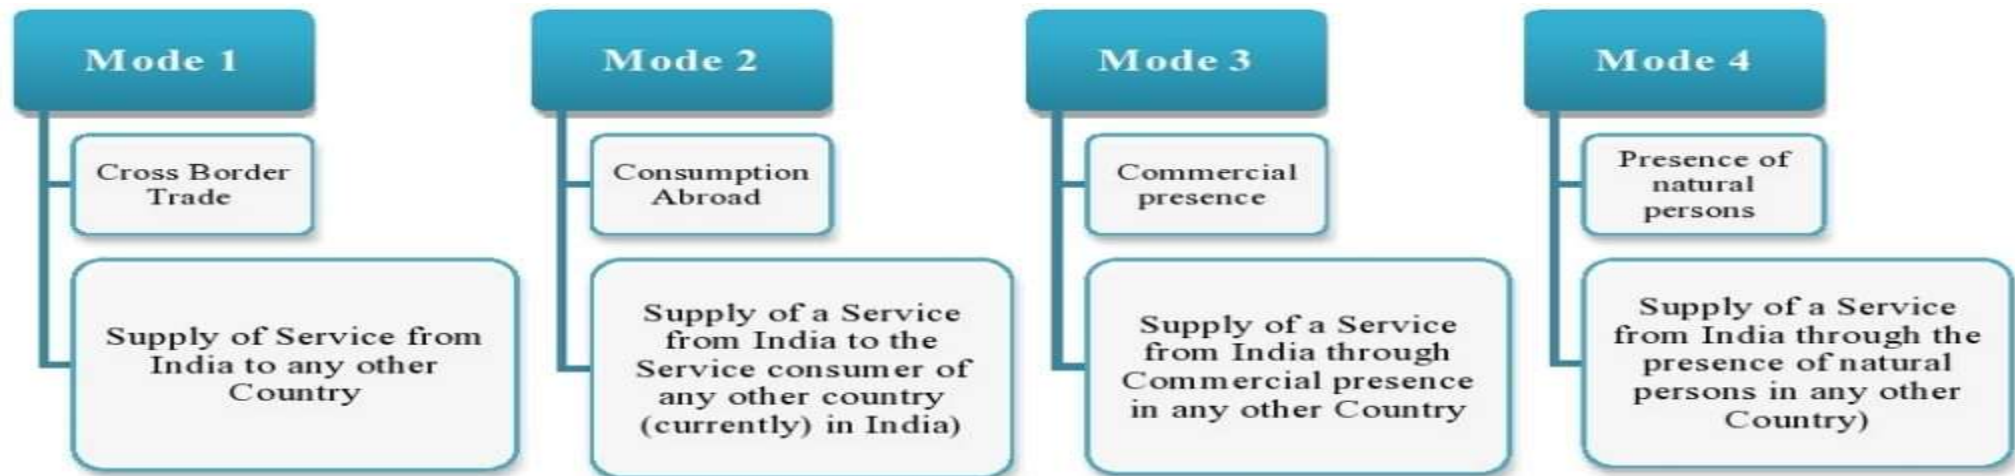 Mode 1
Cross Border
Trade
Supply of Service from
India to any other
Country
Mode 2
Consumption
Abroad
Supply of a Service
from India to the
Service consumer of
any other country
(currently) in India)
Mode 3
Commercial
presence
Supply of a Service
from India through
Commercial presence
in any other Country
Mode 4
Presence of
natural
persons
Supply of a Service
from India through the
presence of natural
persons in any other
Country)